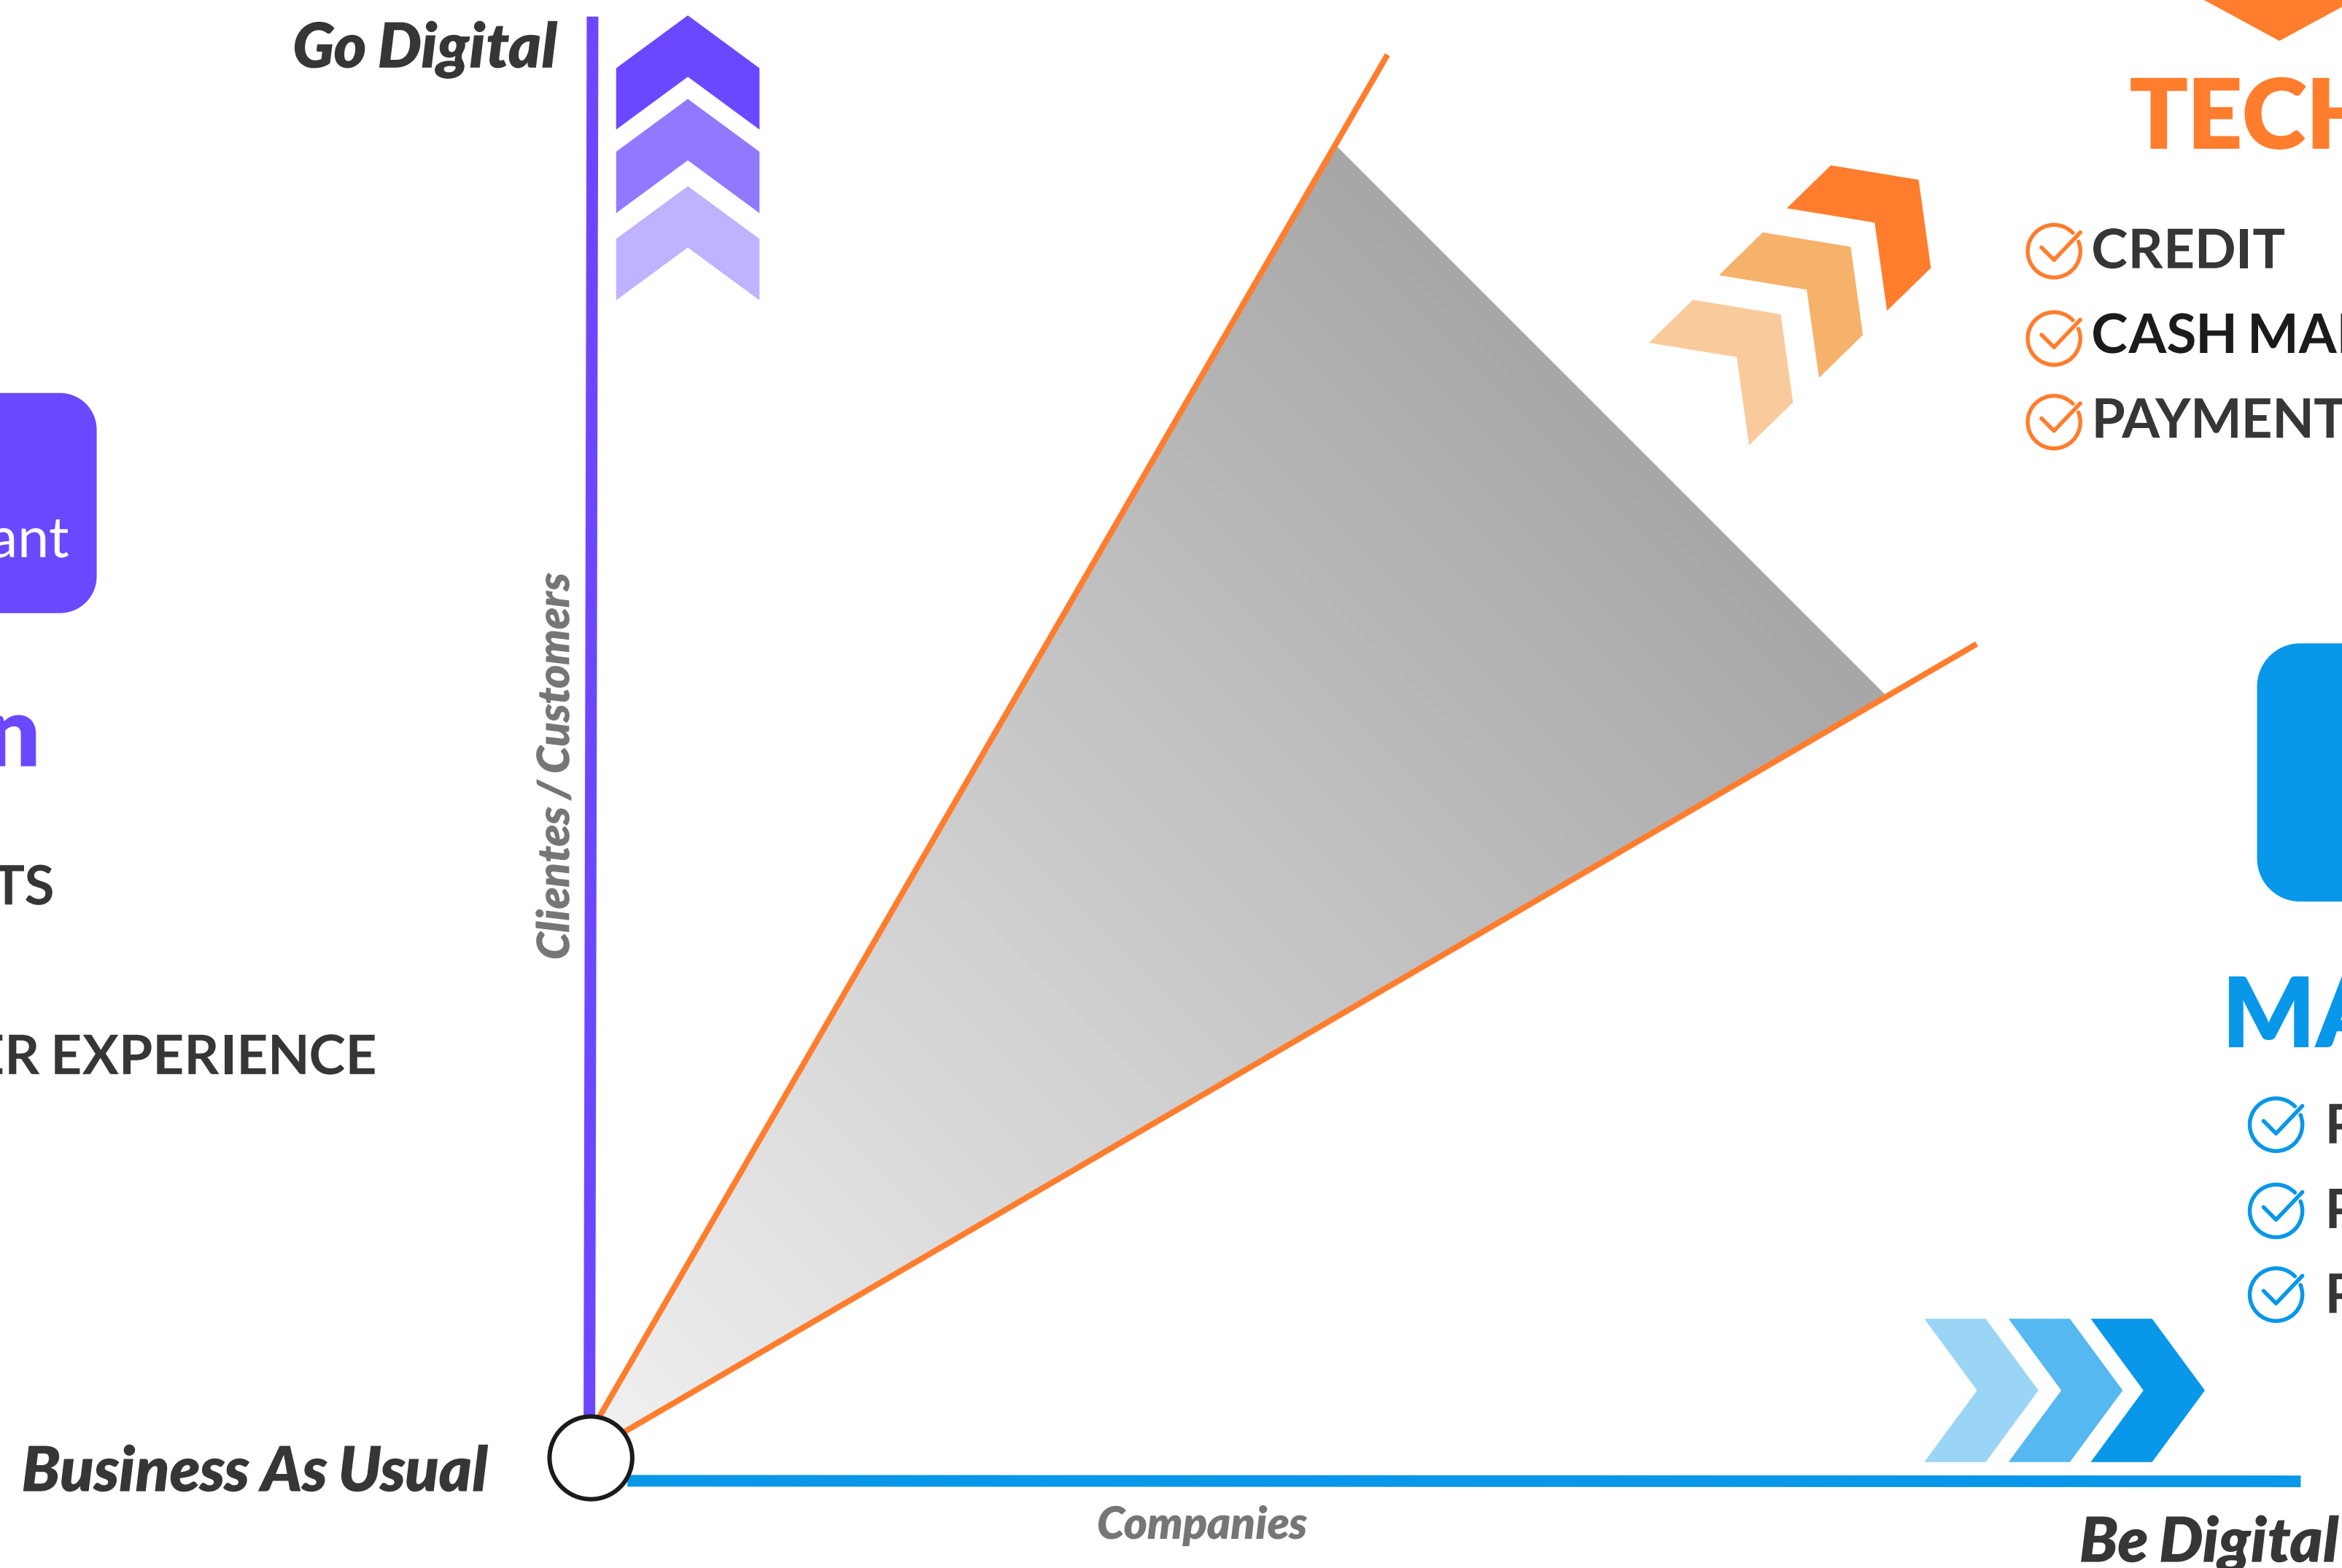 Go Digital
TECH
CREDIT
CASH MA
PAYMENT
ant
Clientes / Customers
n
TS
ER EXPERIENCE
MA
Business As Usual
Companies
Be Digital